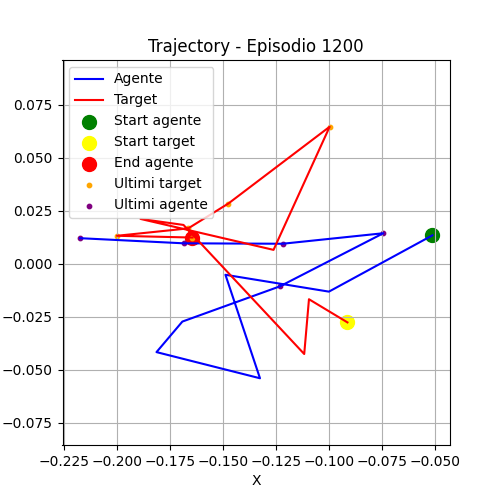 Trajectory - Episodio 1200
Agente
Target
Start agente
Start target
End agente
Ultimi target
Ultimi agente
0.075
0.050
0.025
0.000
−0.025
−0.050
−0.075
−0.225 −0.200 −0.175 −0.150 −0.125 −0.100 −0.075 −0.050
X